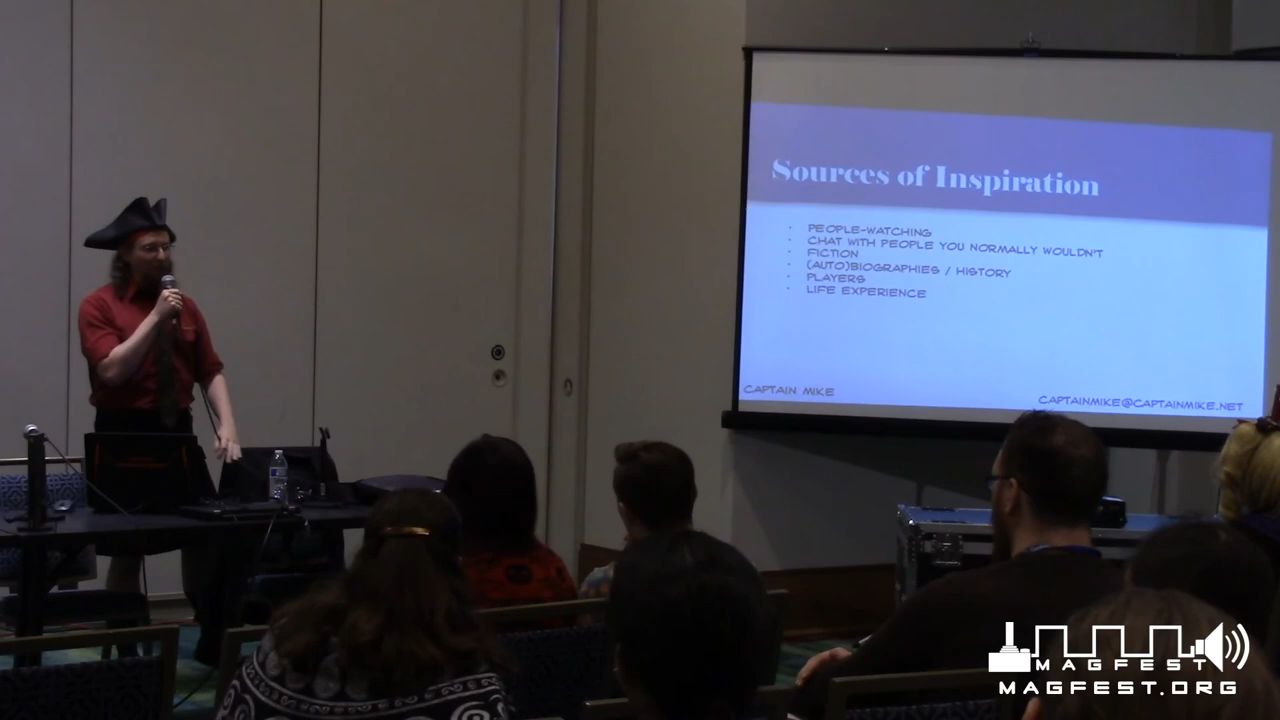 Sources of Inspiration
PEOPLE-WATCHING
CHAT WITH PEOPLE YOU NORMALLY WOULDN'T
FICTION
(AUTO)BIOGRAPHIES / HISTORY
PLAYERS
LIFE EXPERIENCE
CAPTAIN MIKE
CAPTAINMIKE@CAPTAINMIKE.NET
MAGFEST
MAGFEST.ORG